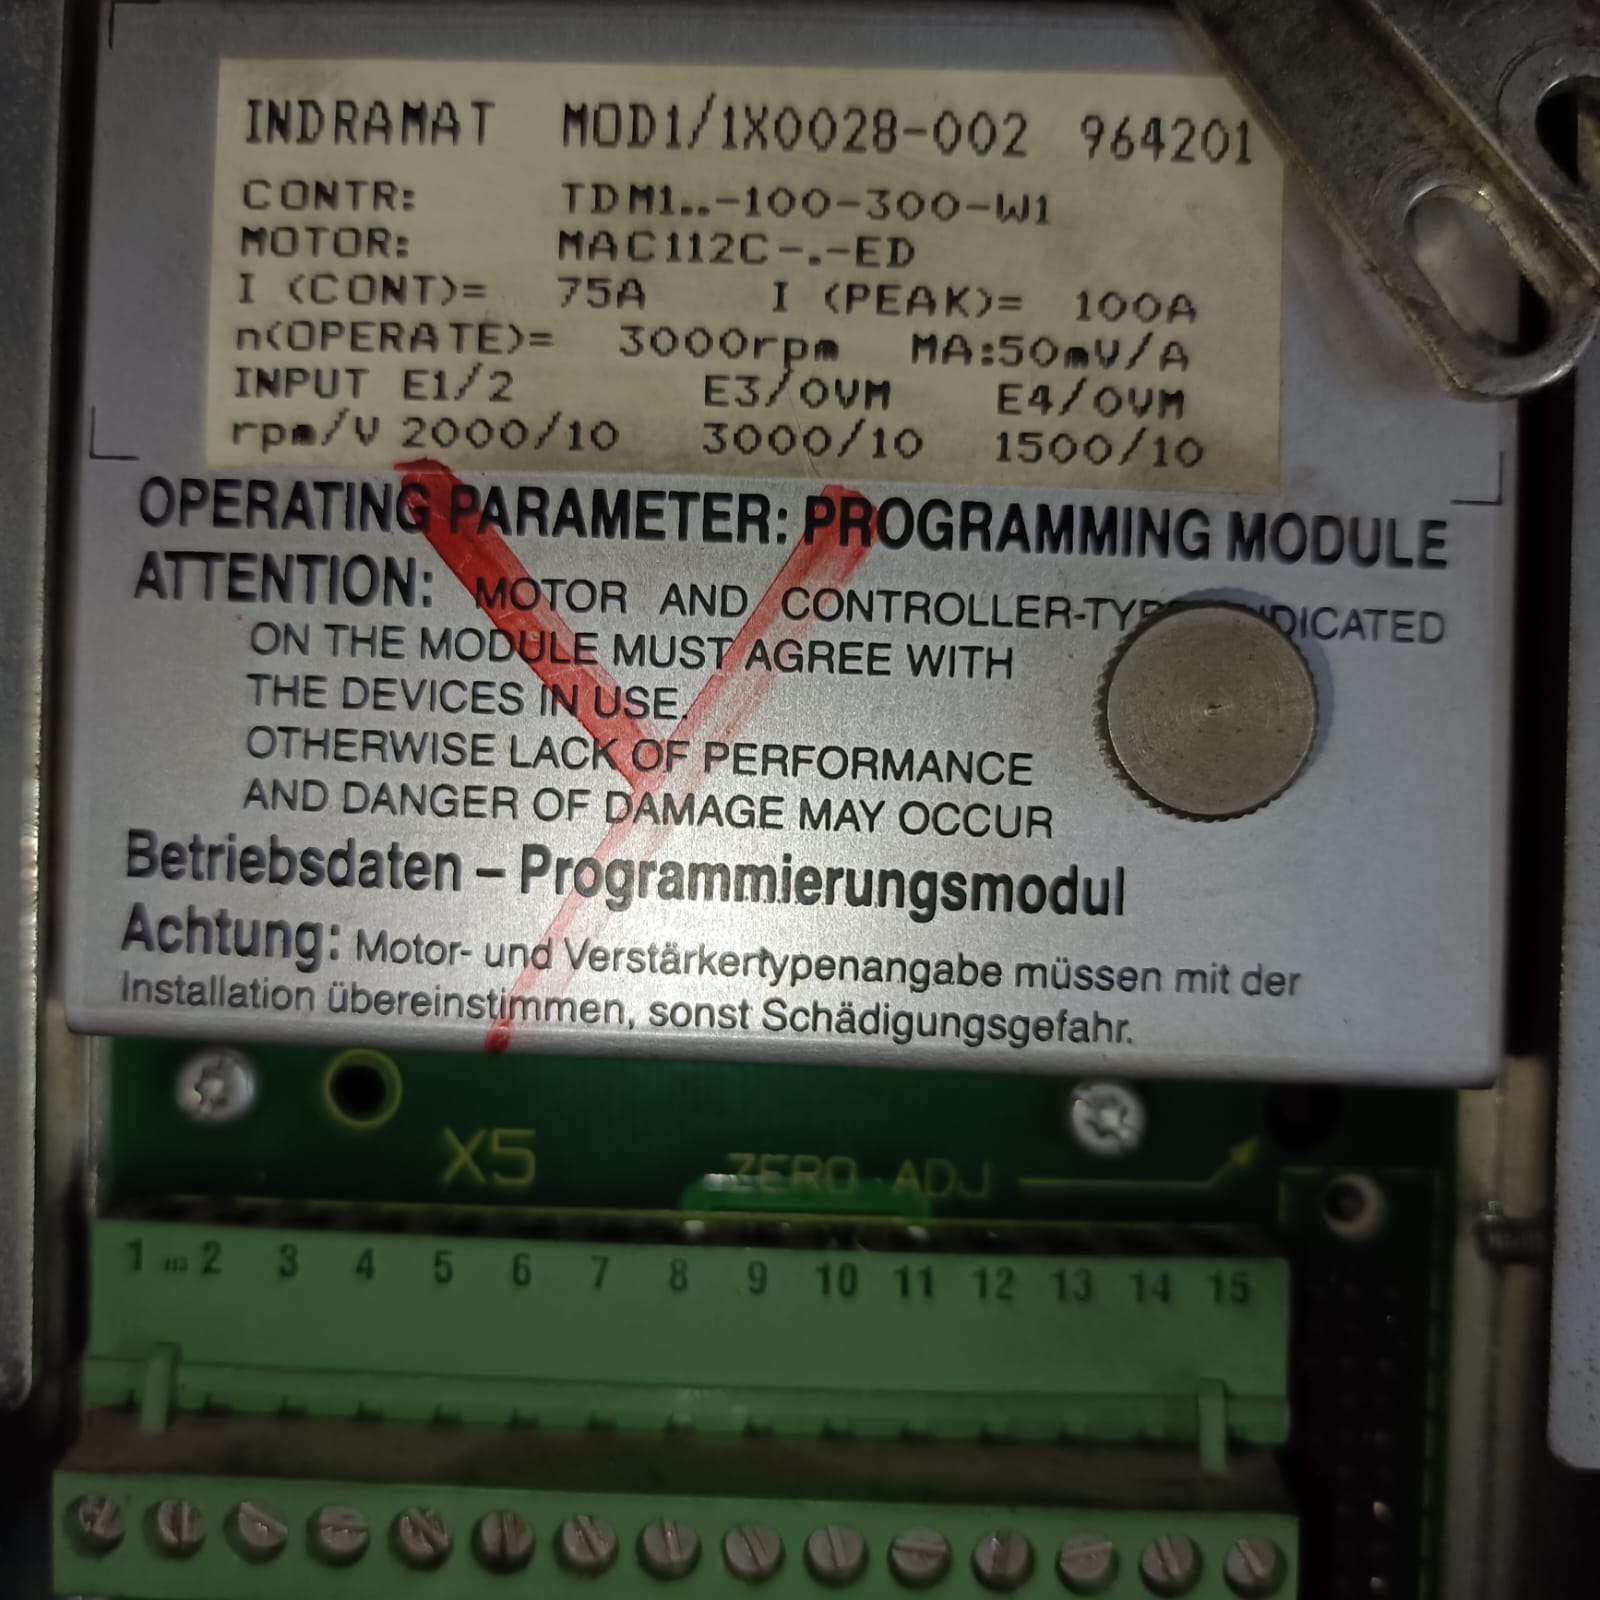 INDRAMAT MOD1/1X0028-002 964201
CONTR: TDM1..-100-300-W1
MOTOR: MAC112C-.-ED
I (CONT)= 75A I (PEAK)= 100A
n(OPERATE)= 3000rpm MA:50mV/A
INPUT E1/2 E3/0VM E4/0VM
rpm/V 2000/10 3000/10 1500/10
OPERATING PARAMETER: PROGRAMMING MODULE
ATTENTION: MOTOR AND CONTROLLER-TYPE INDICATED
ON THE MODULE MUST AGREE WITH
THE DEVICES IN USE.
OTHERWISE LACK OF PERFORMANCE
AND DANGER OF DAMAGE MAY OCCUR
Betriebsdaten – Programmierungsmodul
Achtung: Motor- und Verstärkertypenangabe müssen mit der
Installation übereinstimmen, sonst Schädigungsgefahr.
X5
ZERO ADJ
1 2 3 4 5 6 7 8 9 10 11 12 13 14 15